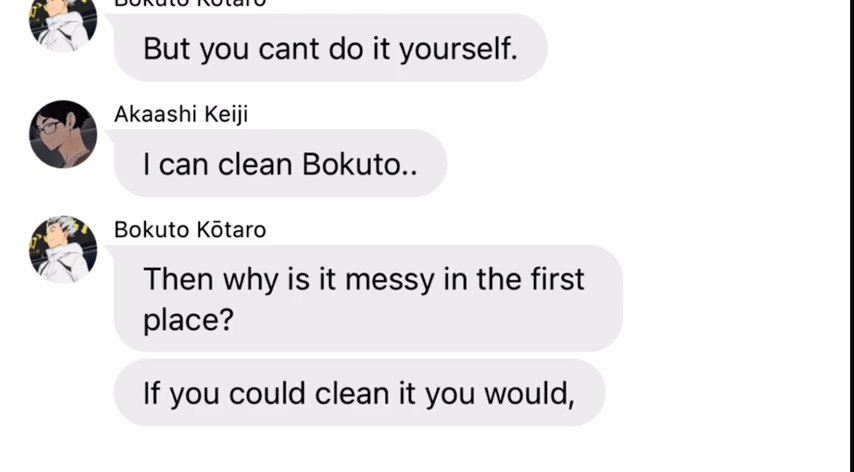 Bokuto Kōtaro
But you cant do it yourself.
Akaashi Keiji
I can clean Bokuto..
Bokuto Kōtaro
Then why is it messy in the first
place?
If you could clean it you would,